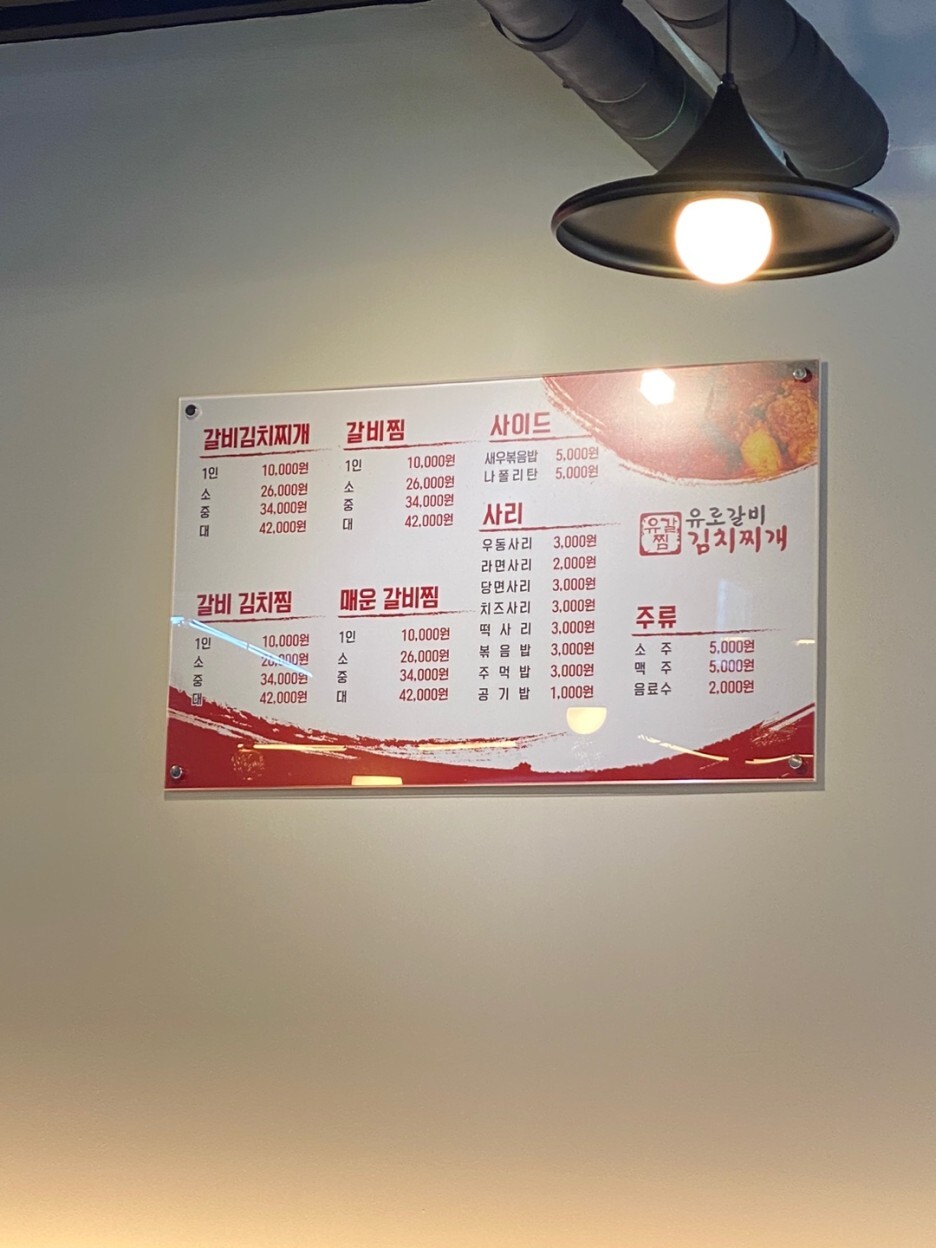 갈비김치찌개
1인 10,000원
소 26,000원
중 34,000원
대 42,000원
갈비찜
1인 10,000원
소 26,000원
중 34,000원
대 42,000원
사이드
새우볶음밥 5,000원
나폴리탄 5,000원
갈비 김치찜
1인 10,000원
소 26,000원
중 34,000원
대 42,000원
매운 갈비찜
1인 10,000원
소 26,000원
중 34,000원
대 42,000원
사리
우동사리 3,000원
라면사리 2,000원
당면사리 3,000원
치즈사리 3,000원
떡 사 리 3,000원
볶 음 밥 3,000원
주 먹 밥 3,000원
공 기 밥 1,000원
유갈
찜
유로갈비
김치찌개
주류
소 주 5,000원
맥 주 5,000원
음료수 2,000원